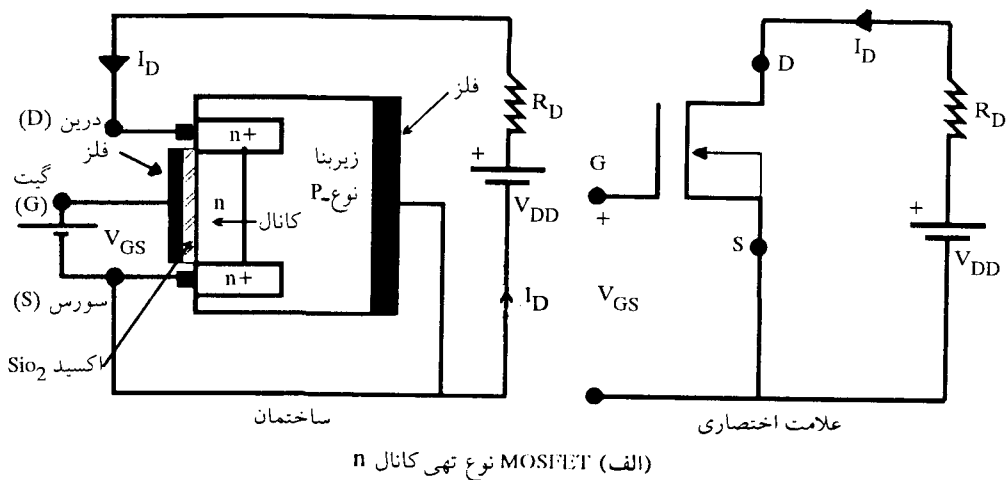 I_D
فلز
I_D
D
R_D
درین (D)
n+
R_D
فلز
زیربنا
نوع P-
+
G
گیت
(G)
n
کانال
V_DD
+
S
+
V_GS
V_DD
n+
سورس (S)
I_D
V_GS
اکسید Sio₂
ساختمان
علامت اختصاری
(الف) MOSFET نوع تهی کانال n